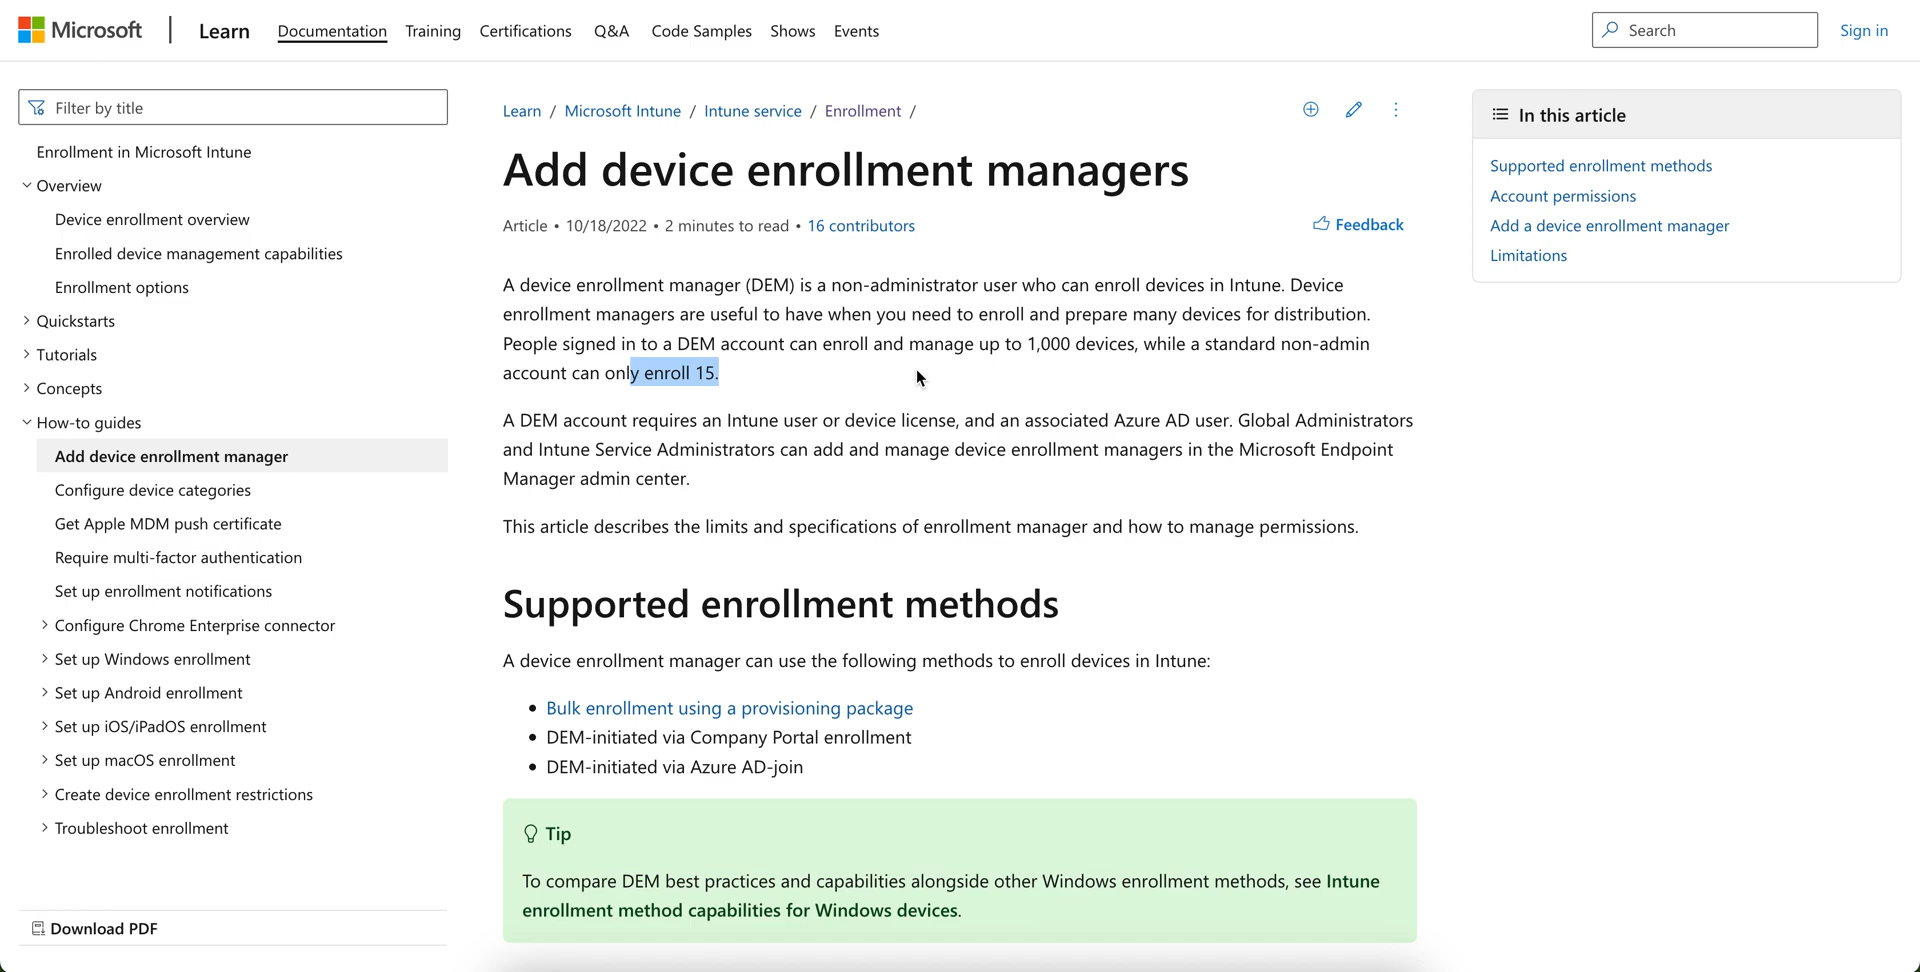 Microsoft
Learn
Documentation
Training
Certifications
Q&A
Code Samples
Shows
Events
Search
Sign in
Filter by title
Enrollment in Microsoft Intune
Overview
Device enrollment overview
Enrolled device management capabilities
Enrollment options
Quickstarts
Tutorials
Concepts
How-to guides
Add device enrollment manager
Configure device categories
Get Apple MDM push certificate
Require multi-factor authentication
Set up enrollment notifications
Configure Chrome Enterprise connector
Set up Windows enrollment
Set up Android enrollment
Set up iOS/iPadOS enrollment
Set up macOS enrollment
Create device enrollment restrictions
Troubleshoot enrollment
Download PDF
Learn / Microsoft Intune / Intune service / Enrollment /
Add device enrollment managers
Article • 10/18/2022 • 2 minutes to read • 16 contributors
Feedback
A device enrollment manager (DEM) is a non-administrator user who can enroll devices in Intune. Device
enrollment managers are useful to have when you need to enroll and prepare many devices for distribution.
People signed in to a DEM account can enroll and manage up to 1,000 devices, while a standard non-admin
account can only enroll 15.
A DEM account requires an Intune user or device license, and an associated Azure AD user. Global Administrators
and Intune Service Administrators can add and manage device enrollment managers in the Microsoft Endpoint
Manager admin center.
This article describes the limits and specifications of enrollment manager and how to manage permissions.
Supported enrollment methods
A device enrollment manager can use the following methods to enroll devices in Intune:
• Bulk enrollment using a provisioning package
• DEM-initiated via Company Portal enrollment
• DEM-initiated via Azure AD-join
Tip
To compare DEM best practices and capabilities alongside other Windows enrollment methods, see Intune
enrollment method capabilities for Windows devices.
In this article
Supported enrollment methods
Account permissions
Add a device enrollment manager
Limitations